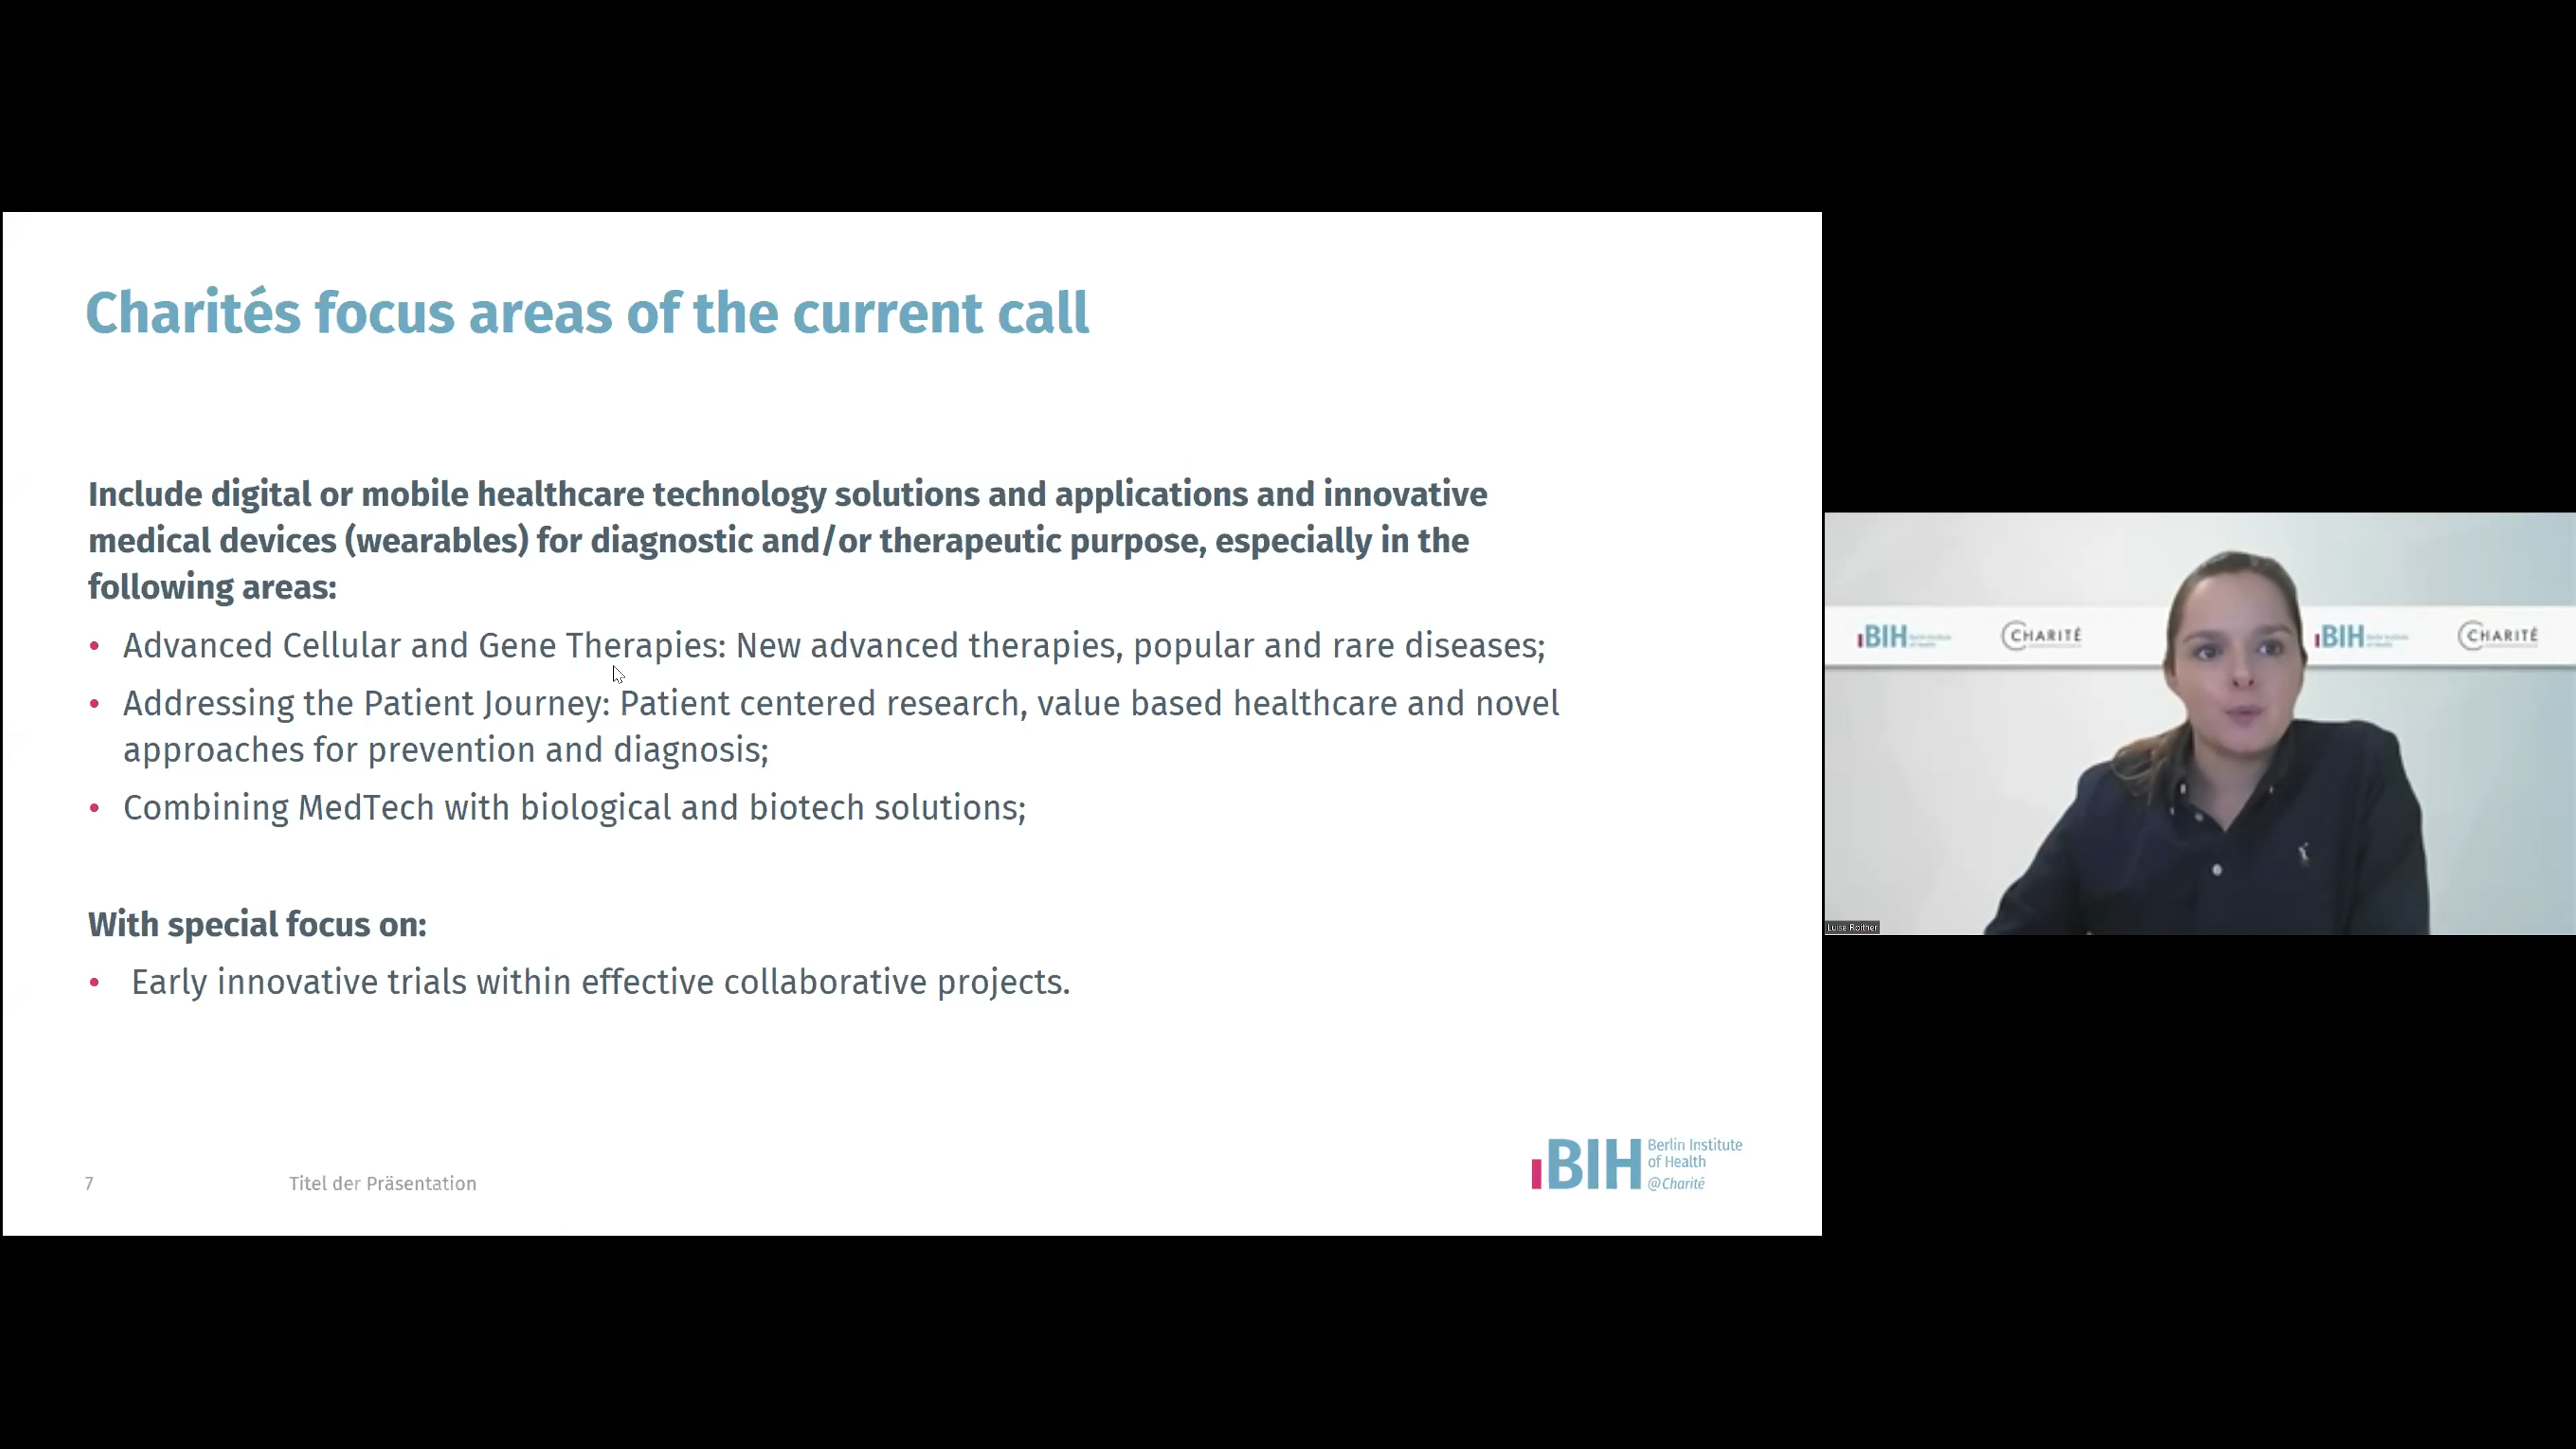 Charités focus areas of the current call
Include digital or mobile healthcare technology solutions and applications and innovative
medical devices (wearables) for diagnostic and/or therapeutic purpose, especially in the
following areas:
• Advanced Cellular and Gene Therapies: New advanced therapies, popular and rare diseases;
• Addressing the Patient Journey: Patient centered research, value based healthcare and novel
approaches for prevention and diagnosis;
• Combining MedTech with biological and biotech solutions;
With special focus on:
• Early innovative trials within effective collaborative projects.
7
Titel der Präsentation
BIH
Berlin Institute
of Health
@Charité
BIH
CHARITÉ
BIH
CHARITÉ
Luise Roither